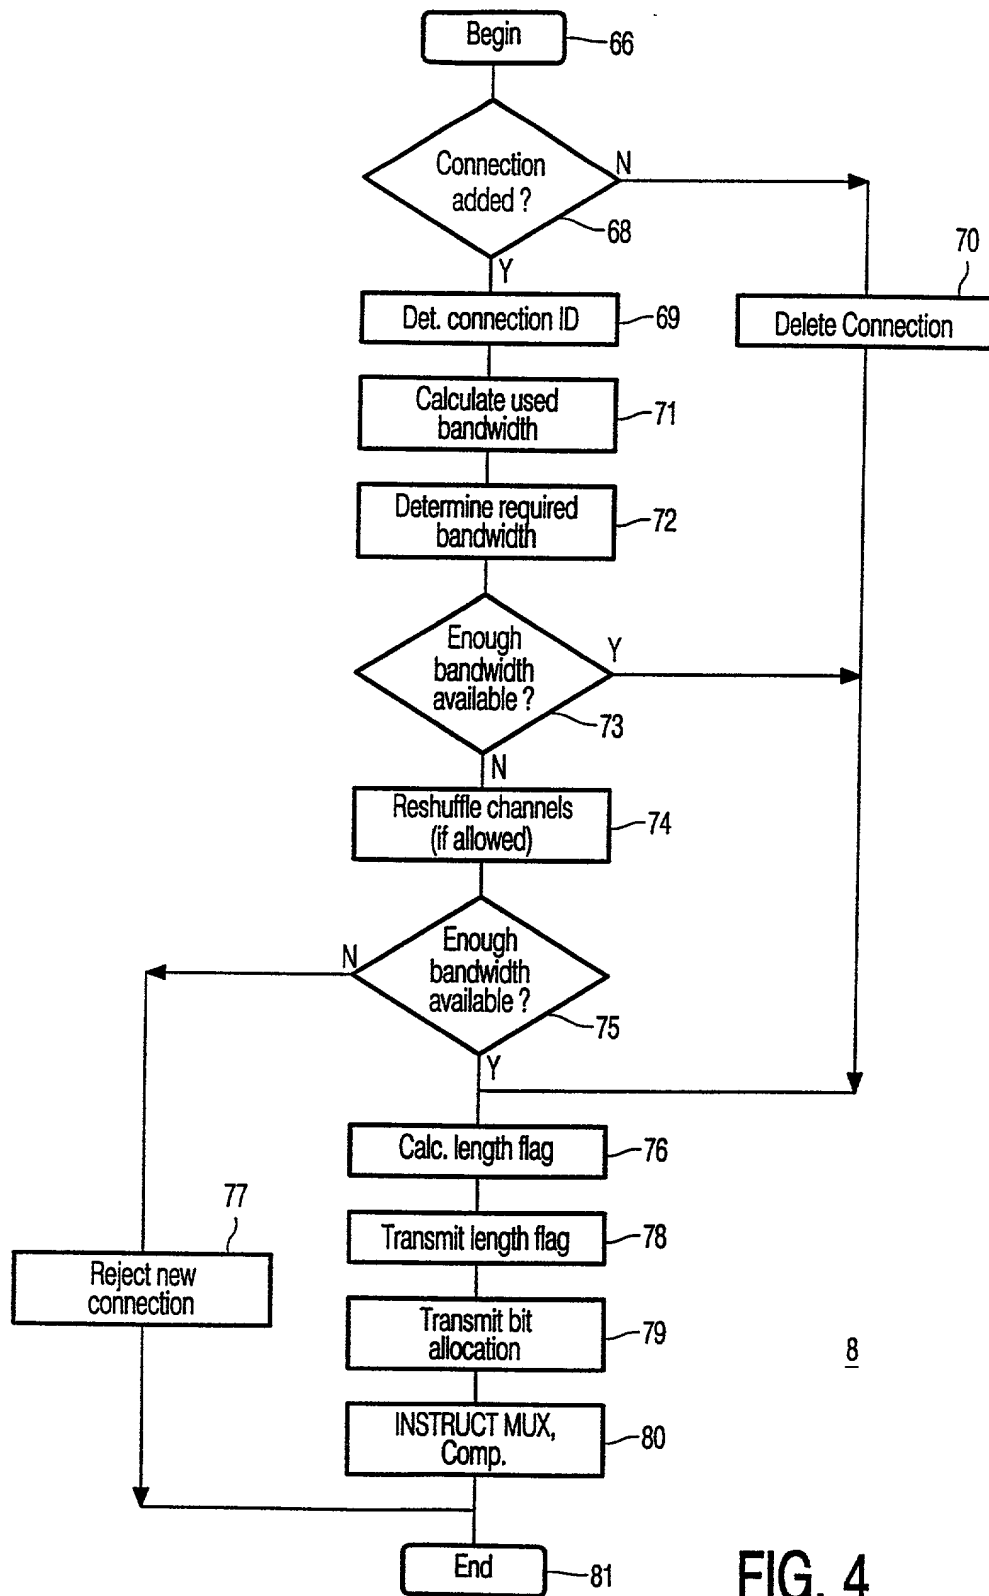 Begin
66
Connection
added ?
N
68
Y
70
Det. connection ID
69
Delete Connection
Calculate used
bandwidth
71
Determine required
bandwidth
72
Enough
bandwidth
available ?
Y
73
N
Reshuffle channels
(if allowed)
74
Enough
bandwidth
available ?
N
75
Y
Calc. length flag
76
77
Transmit length flag
78
Reject new
connection
Transmit bit
allocation
79
8
INSTRUCT MUX,
Comp.
80
End
81
FIG. 4